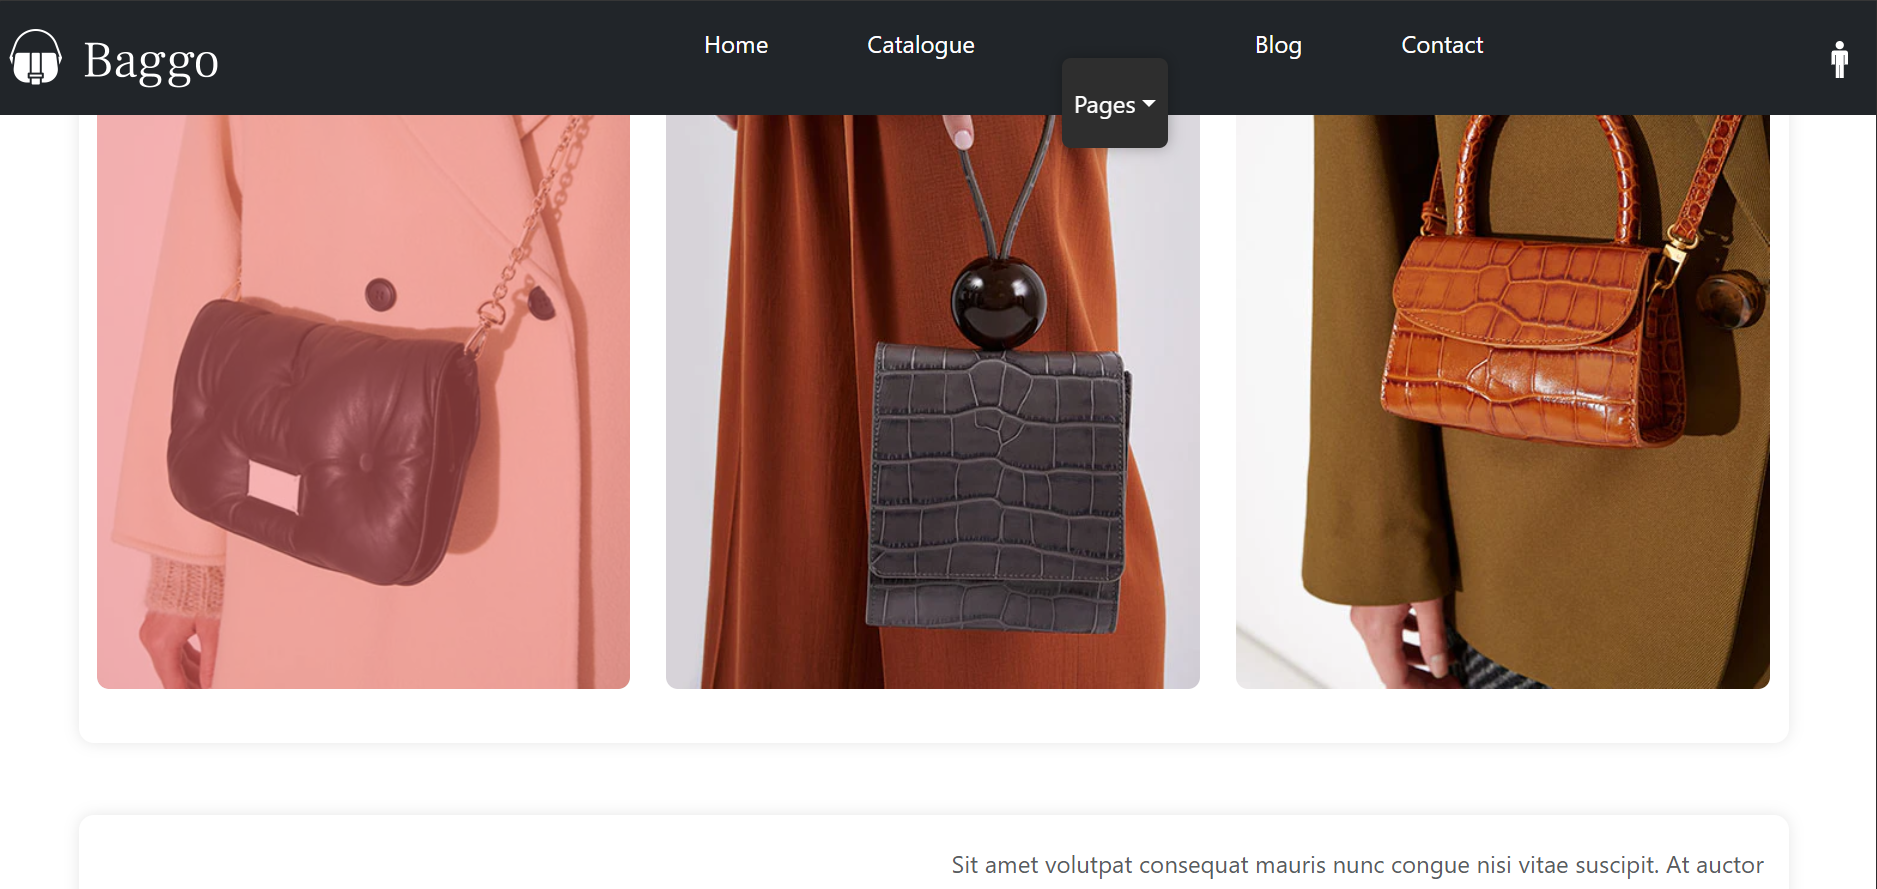 Baggo
Home
Catalogue
Pages
Blog
Contact
Sit amet volutpat consequat mauris nunc congue nisi vitae suscipit. At auctor